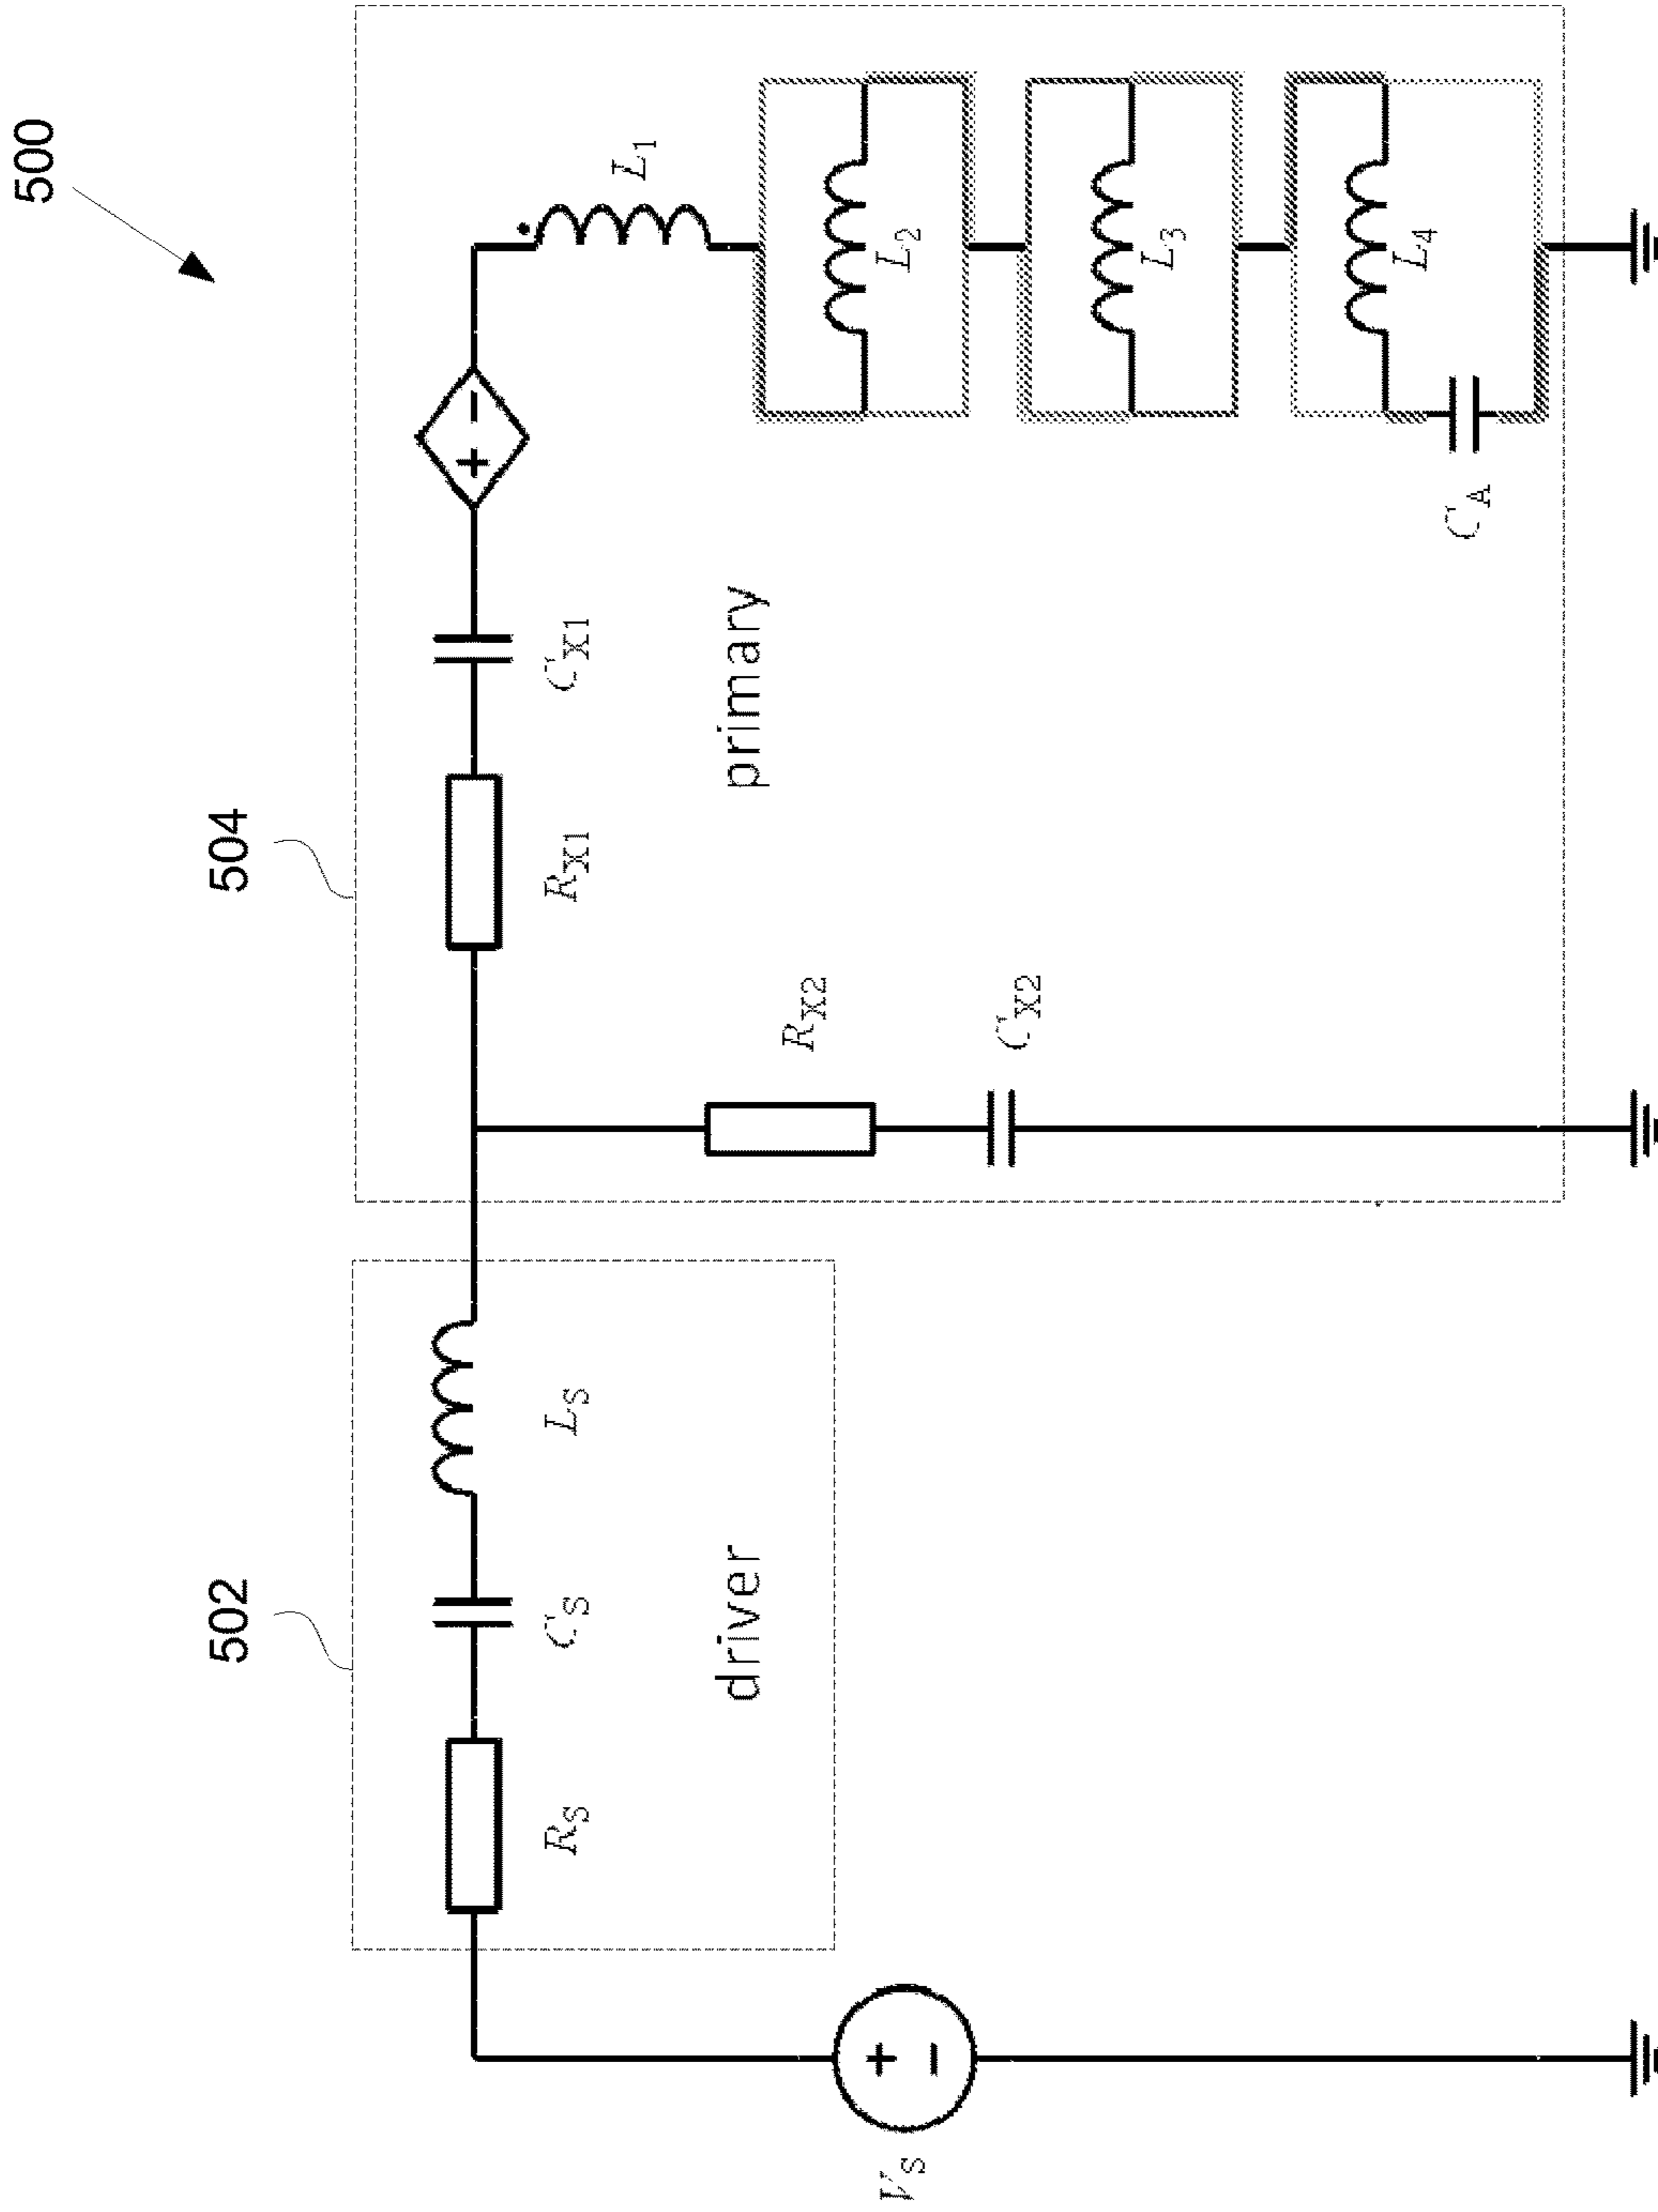 500
502
504
R_S
C_S
L_S
driver
V_S
+
−
R_X1
C_X1
+ −
L_1
R_X2
C_X2
primary
L_2
L_3
L_4
C_A